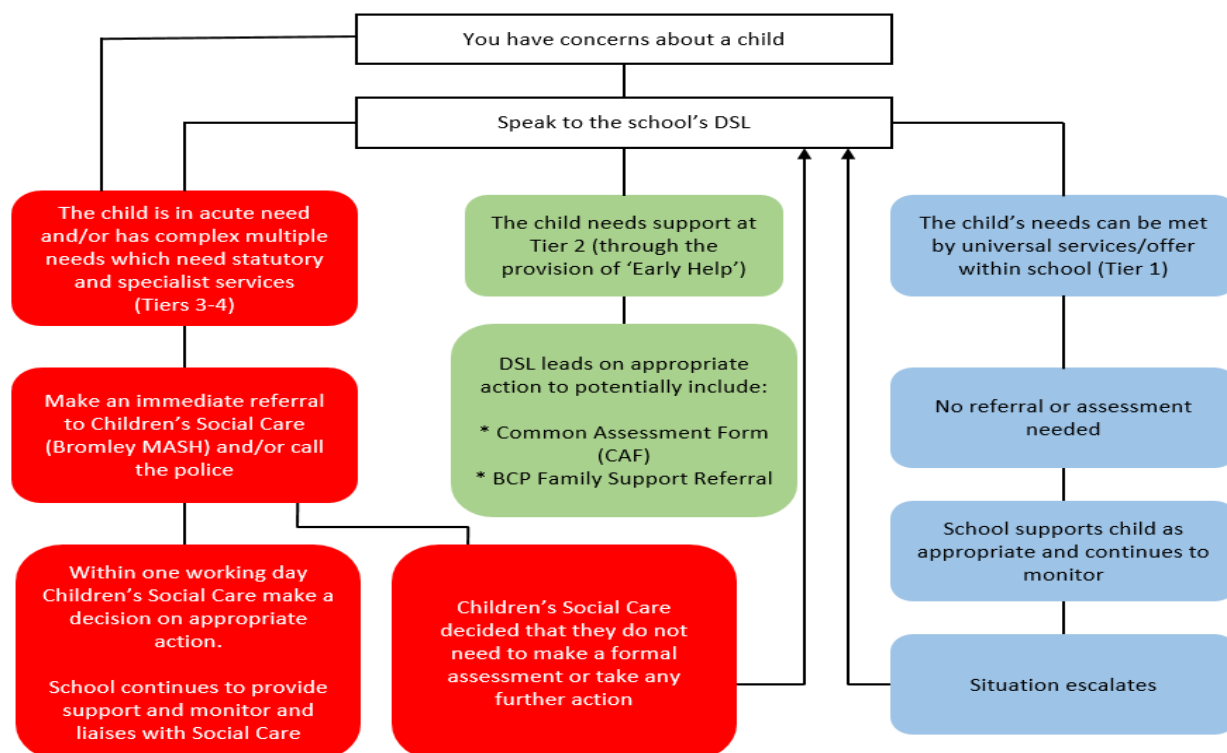 You have concerns about a child
Speak to the school’s DSL
The child is in acute need
and/or has complex multiple
needs which need statutory
and specialist services
(Tiers 3-4)
The child needs support at
Tier 2 (through the
provision of ‘Early Help’)
The child’s needs can be met
by universal services/offer
within school (Tier 1)
Make an immediate referral
to Children’s Social Care
(Bromley MASH) and/or call
the police
DSL leads on appropriate
action to potentially include:
* Common Assessment Form
(CAF)
* BCP Family Support Referral
No referral or assessment
needed
School supports child as
appropriate and continues to
monitor
Within one working day
Children’s Social Care make a
decision on appropriate
action.
School continues to provide
support and monitor and
liaises with Social Care
Children’s Social Care
decided that they do not
need to make a formal
assessment or take any
further action
Situation escalates